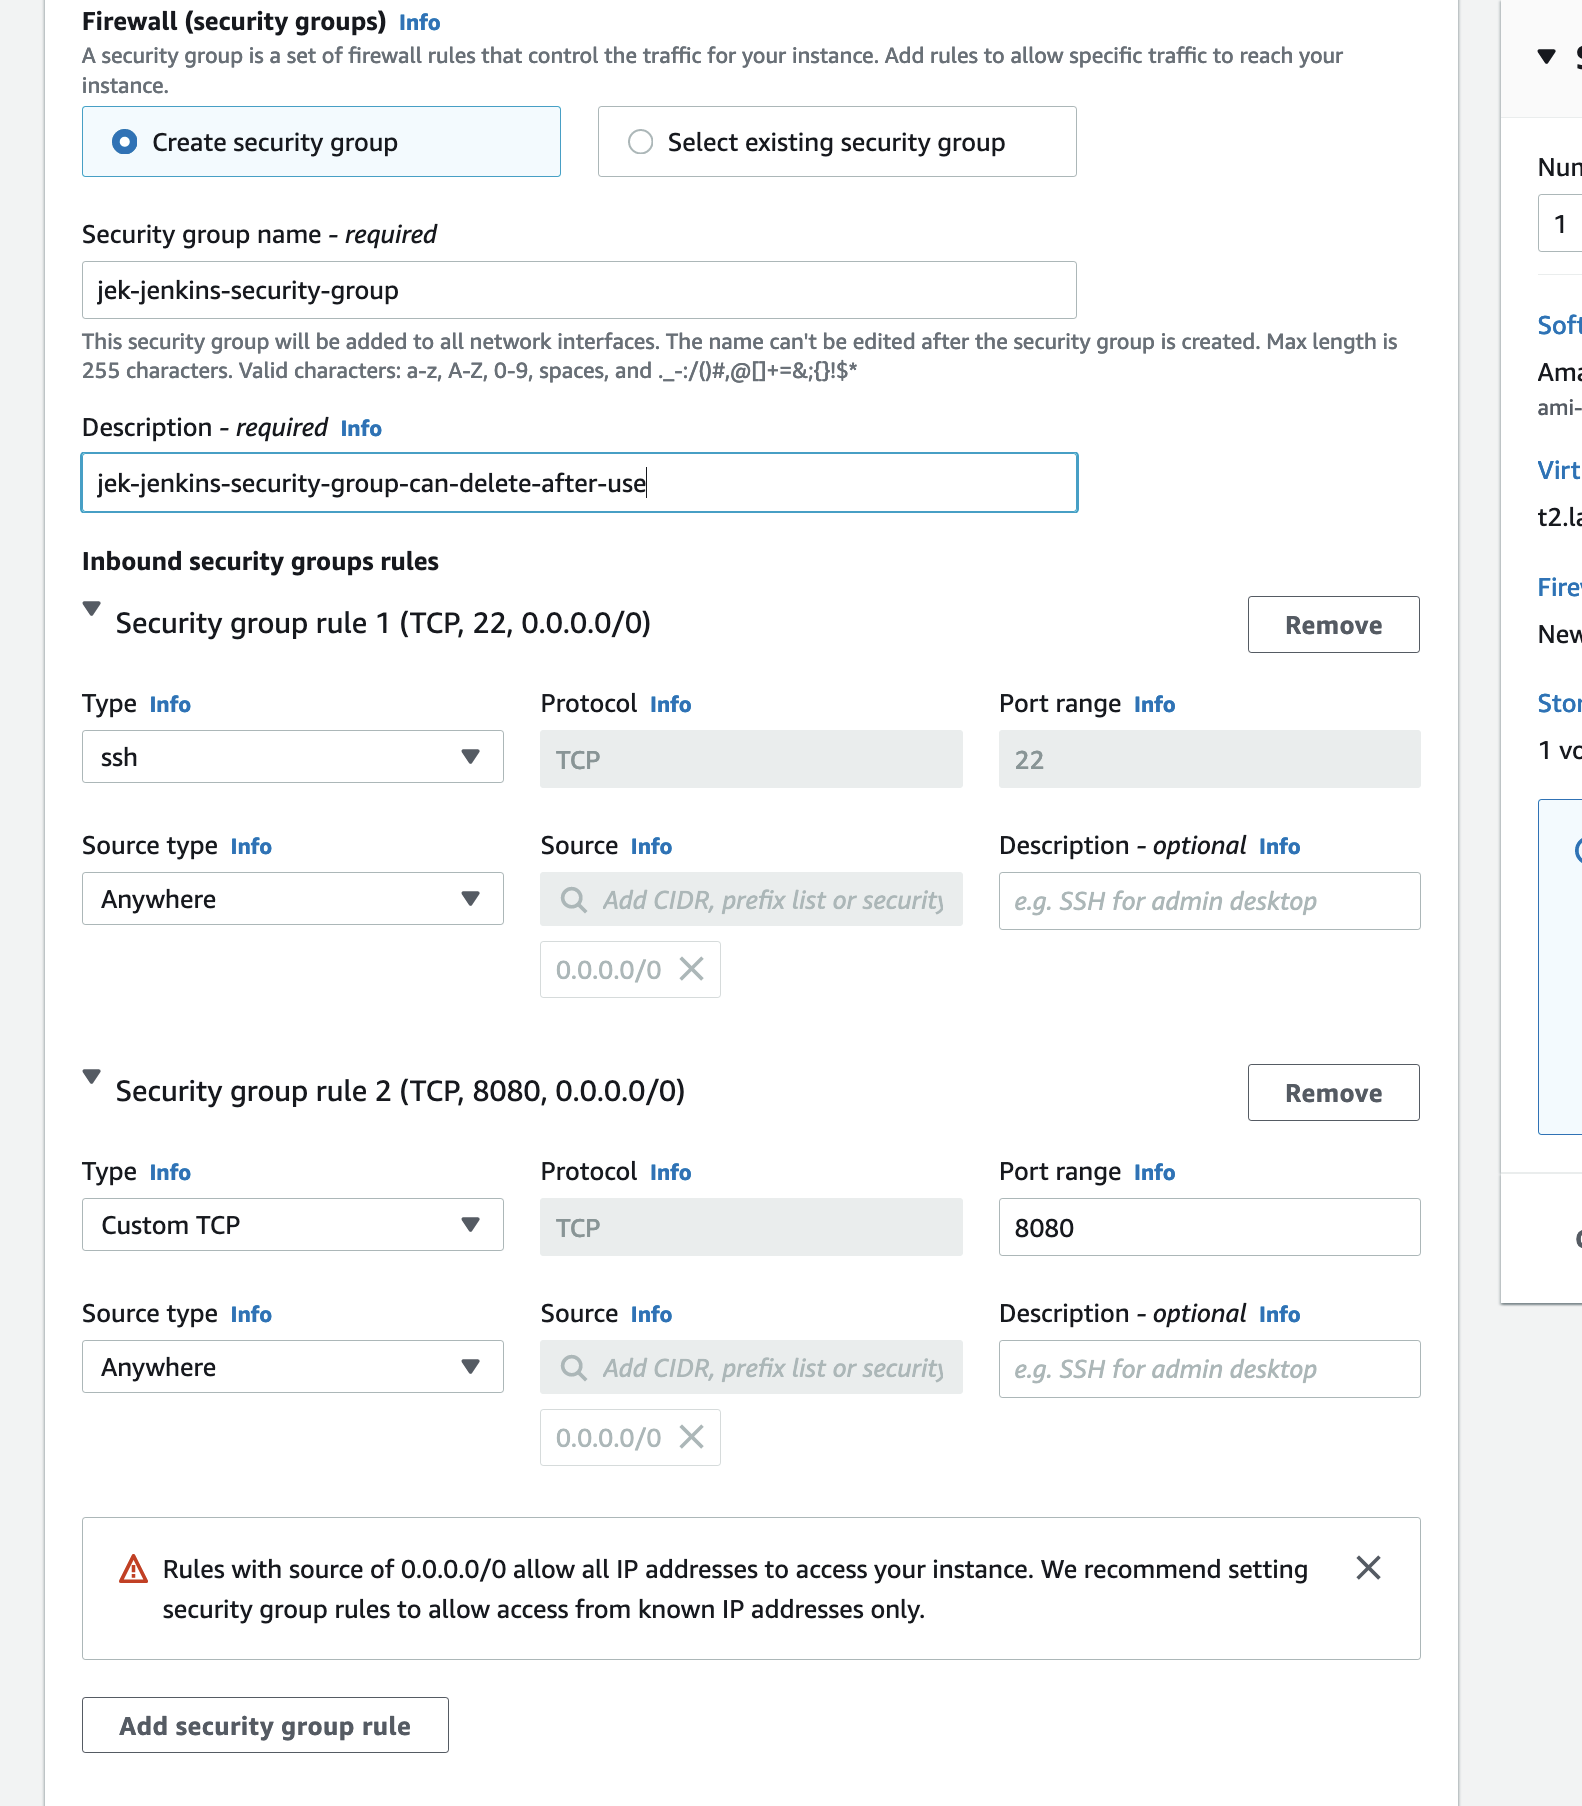 Firewall (security groups) Info
A security group is a set of firewall rules that control the traffic for your instance. Add rules to allow specific traffic to reach your
instance.
Create security group
Select existing security group
Security group name - required
jek-jenkins-security-group
This security group will be added to all network interfaces. The name can't be edited after the security group is created. Max length is
255 characters. Valid characters: a-z, A-Z, 0-9, spaces, and ._-:/()#,@[]+=&;{}!$*
Description - required Info
jek-jenkins-security-group-can-delete-after-use
Inbound security groups rules
Security group rule 1 (TCP, 22, 0.0.0.0/0)
Remove
Type Info
Protocol Info
Port range Info
ssh
TCP
22
Source type Info
Source Info
Description - optional Info
Anywhere
Add CIDR, prefix list or security
e.g. SSH for admin desktop
0.0.0.0/0
Security group rule 2 (TCP, 8080, 0.0.0.0/0)
Remove
Type Info
Protocol Info
Port range Info
Custom TCP
TCP
8080
Source type Info
Source Info
Description - optional Info
Anywhere
Add CIDR, prefix list or security
e.g. SSH for admin desktop
0.0.0.0/0
Rules with source of 0.0.0.0/0 allow all IP addresses to access your instance. We recommend setting
security group rules to allow access from known IP addresses only.
Add security group rule
1
Soft
Ama
ami-
Virt
t2.la
Fire
New
Stor
1 vo